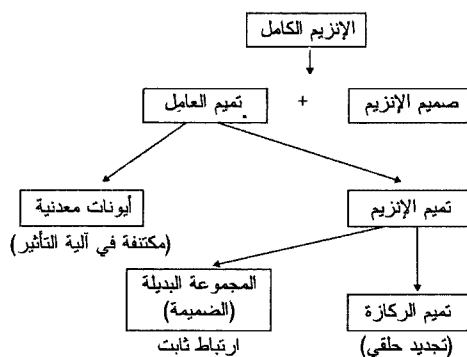 الإنزيم الكامل
صميم الإنزيم + تميم العامل
تميم الإنزيم
أيونات معدنية
(مكتنفة في آلية التأثير)
المجموعة البديلة
(الضميمة)
ارتباط ثابت
تميم الركازة
(تجديد حلقي)